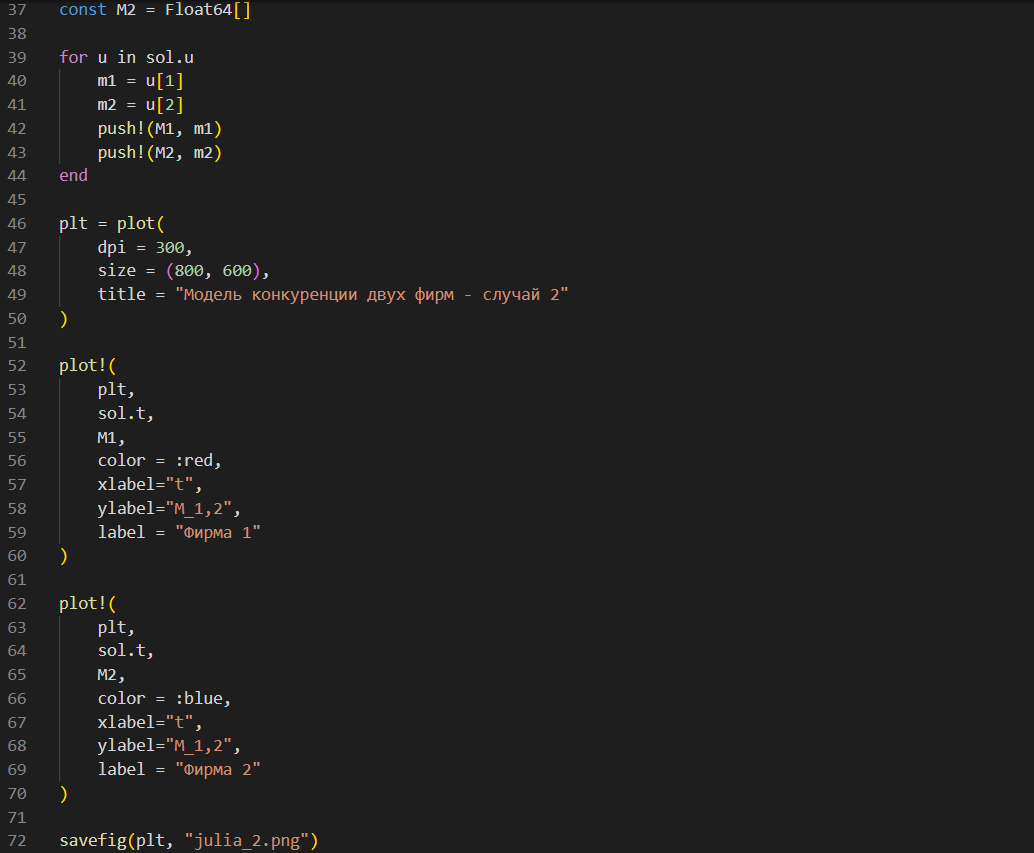 37 const M2 = Float64[]
38
39 for u in sol.u
40     m1 = u[1]
41     m2 = u[2]
42     push!(M1, m1)
43     push!(M2, m2)
44 end
45
46 plt = plot(
47     dpi = 300,
48     size = (800, 600),
49     title = "Модель конкуренции двух фирм - случай 2"
50 )
51
52 plot!(
53     plt,
54     sol.t,
55     M1,
56     color = :red,
57     xlabel="t",
58     ylabel="M_1,2",
59     label = "Фирма 1"
60 )
61
62 plot!(
63     plt,
64     sol.t,
65     M2,
66     color = :blue,
67     xlabel="t",
68     ylabel="M_1,2",
69     label = "Фирма 2"
70 )
71
72 savefig(plt, "julia_2.png")